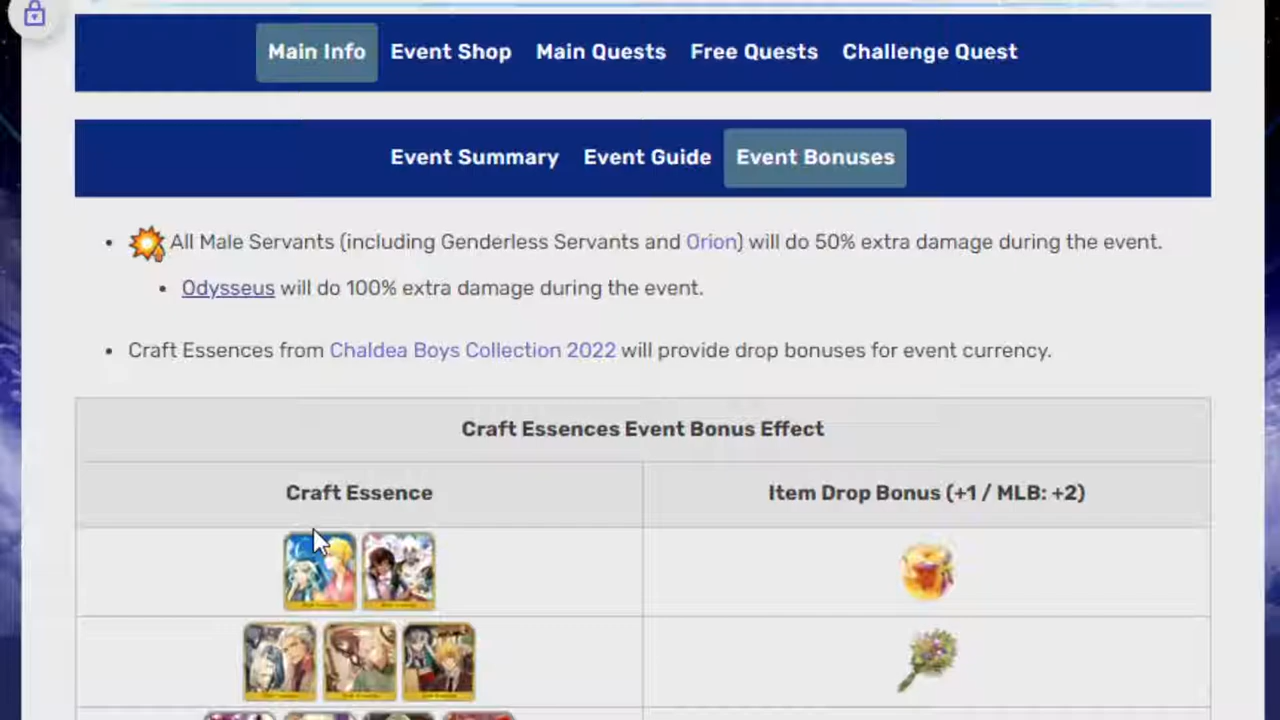 Main Info Event Shop Main Quests Free Quests Challenge Quest
Event Summary Event Guide Event Bonuses
All Male Servants (including Genderless Servants and Orion) will do 50% extra damage during the event.
Odysseus will do 100% extra damage during the event.
Craft Essences from Chaldea Boys Collection 2022 will provide drop bonuses for event currency.
Craft Essences Event Bonus Effect
Craft Essence Item Drop Bonus (+1 / MLB: +2)